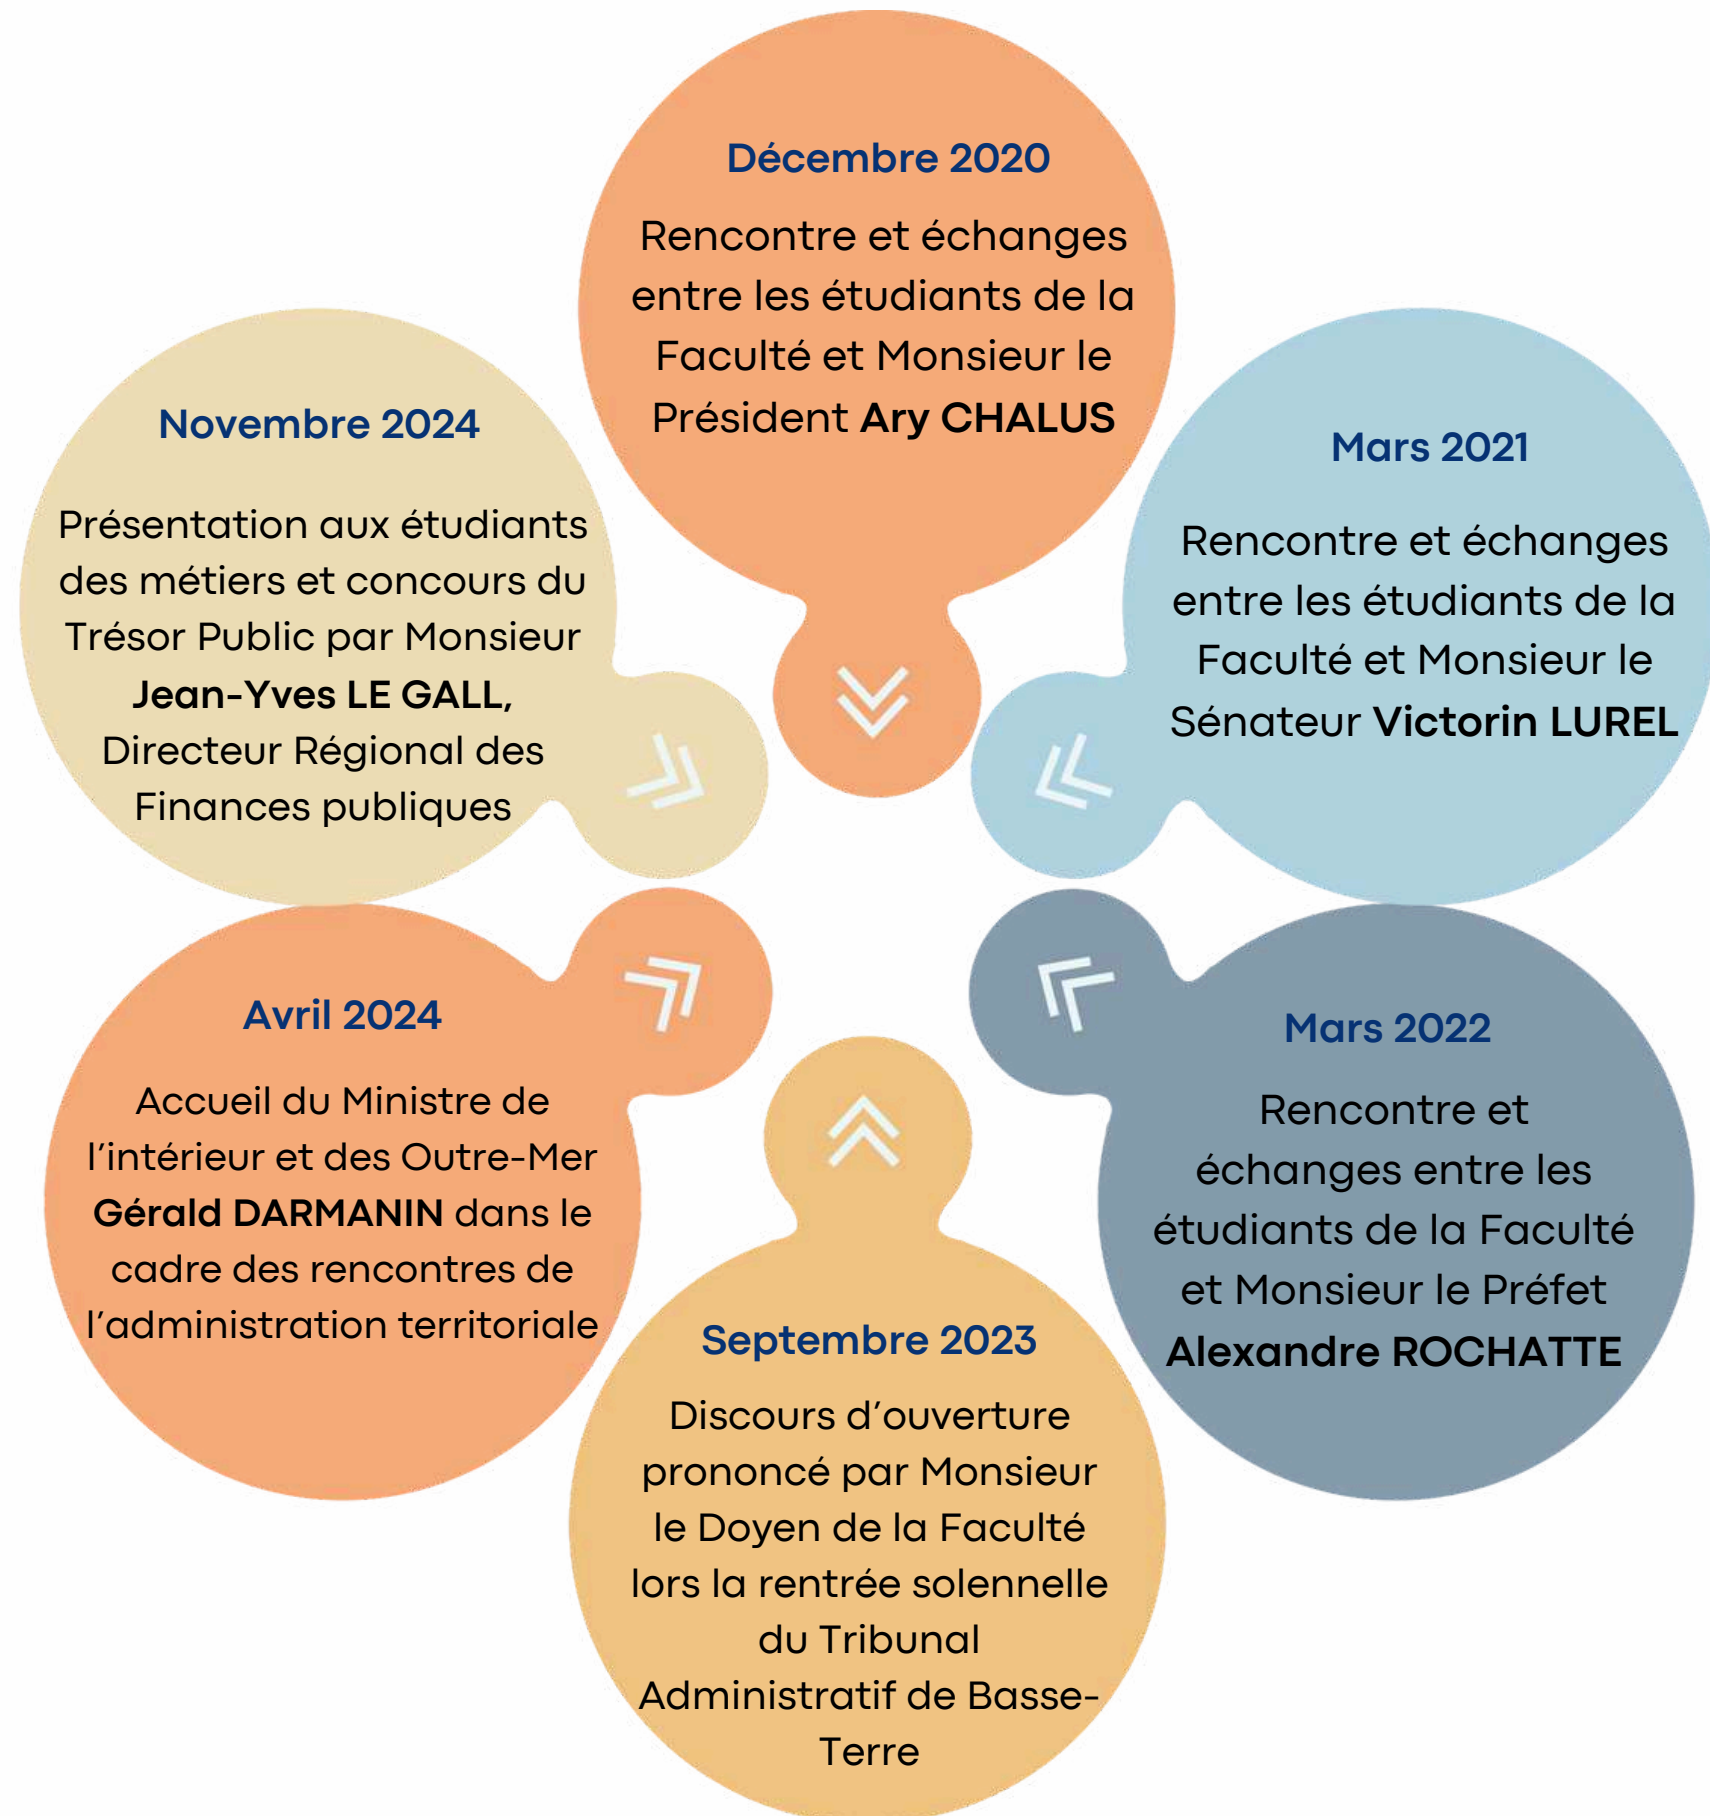 Décembre 2020
Rencontre et échanges
entre les étudiants de la
Faculté et Monsieur le
Président Ary CHALUS
Mars 2021
Rencontre et échanges
entre les étudiants de la
Faculté et Monsieur le
Sénateur Victorin LUREL
Mars 2022
Rencontre et
échanges entre les
étudiants de la Faculté
et Monsieur le Préfet
Alexandre ROCHATTE
Septembre 2023
Discours d’ouverture
prononcé par Monsieur
le Doyen de la Faculté
lors la rentrée solennelle
du Tribunal
Administratif de Basse-
Terre
Avril 2024
Accueil du Ministre de
l’intérieur et des Outre-Mer
Gérald DARMANIN dans le
cadre des rencontres de
l’administration territoriale
Novembre 2024
Présentation aux étudiants
des métiers et concours du
Trésor Public par Monsieur
Jean-Yves LE GALL,
Directeur Régional des
Finances publiques